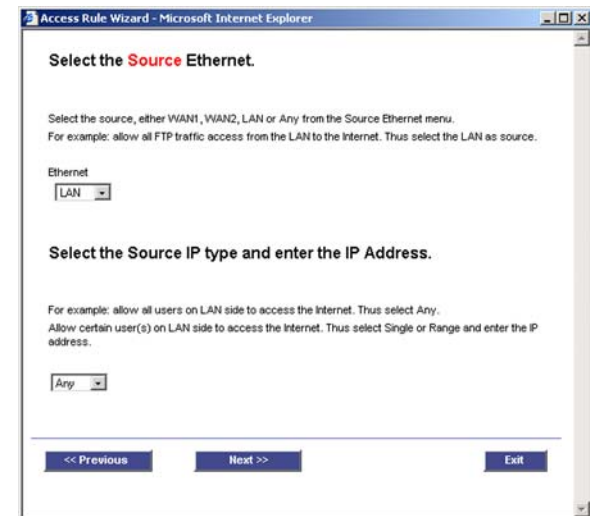 Access Rule Wizard - Microsoft Internet Explorer
Select the Source Ethernet.
Select the source, either WAN1, WAN2, LAN or Any from the Source Ethernet menu.
For example: allow all FTP traffic access from the LAN to the Internet. Thus select the LAN as source.
Ethernet
LAN
Select the Source IP type and enter the IP Address.
For example: allow all users on LAN side to access the Internet. Thus select Any.
Allow certain user(s) on LAN side to access the Internet. Thus select Single or Range and enter the IP
address.
Any
<< Previous Next >> Exit